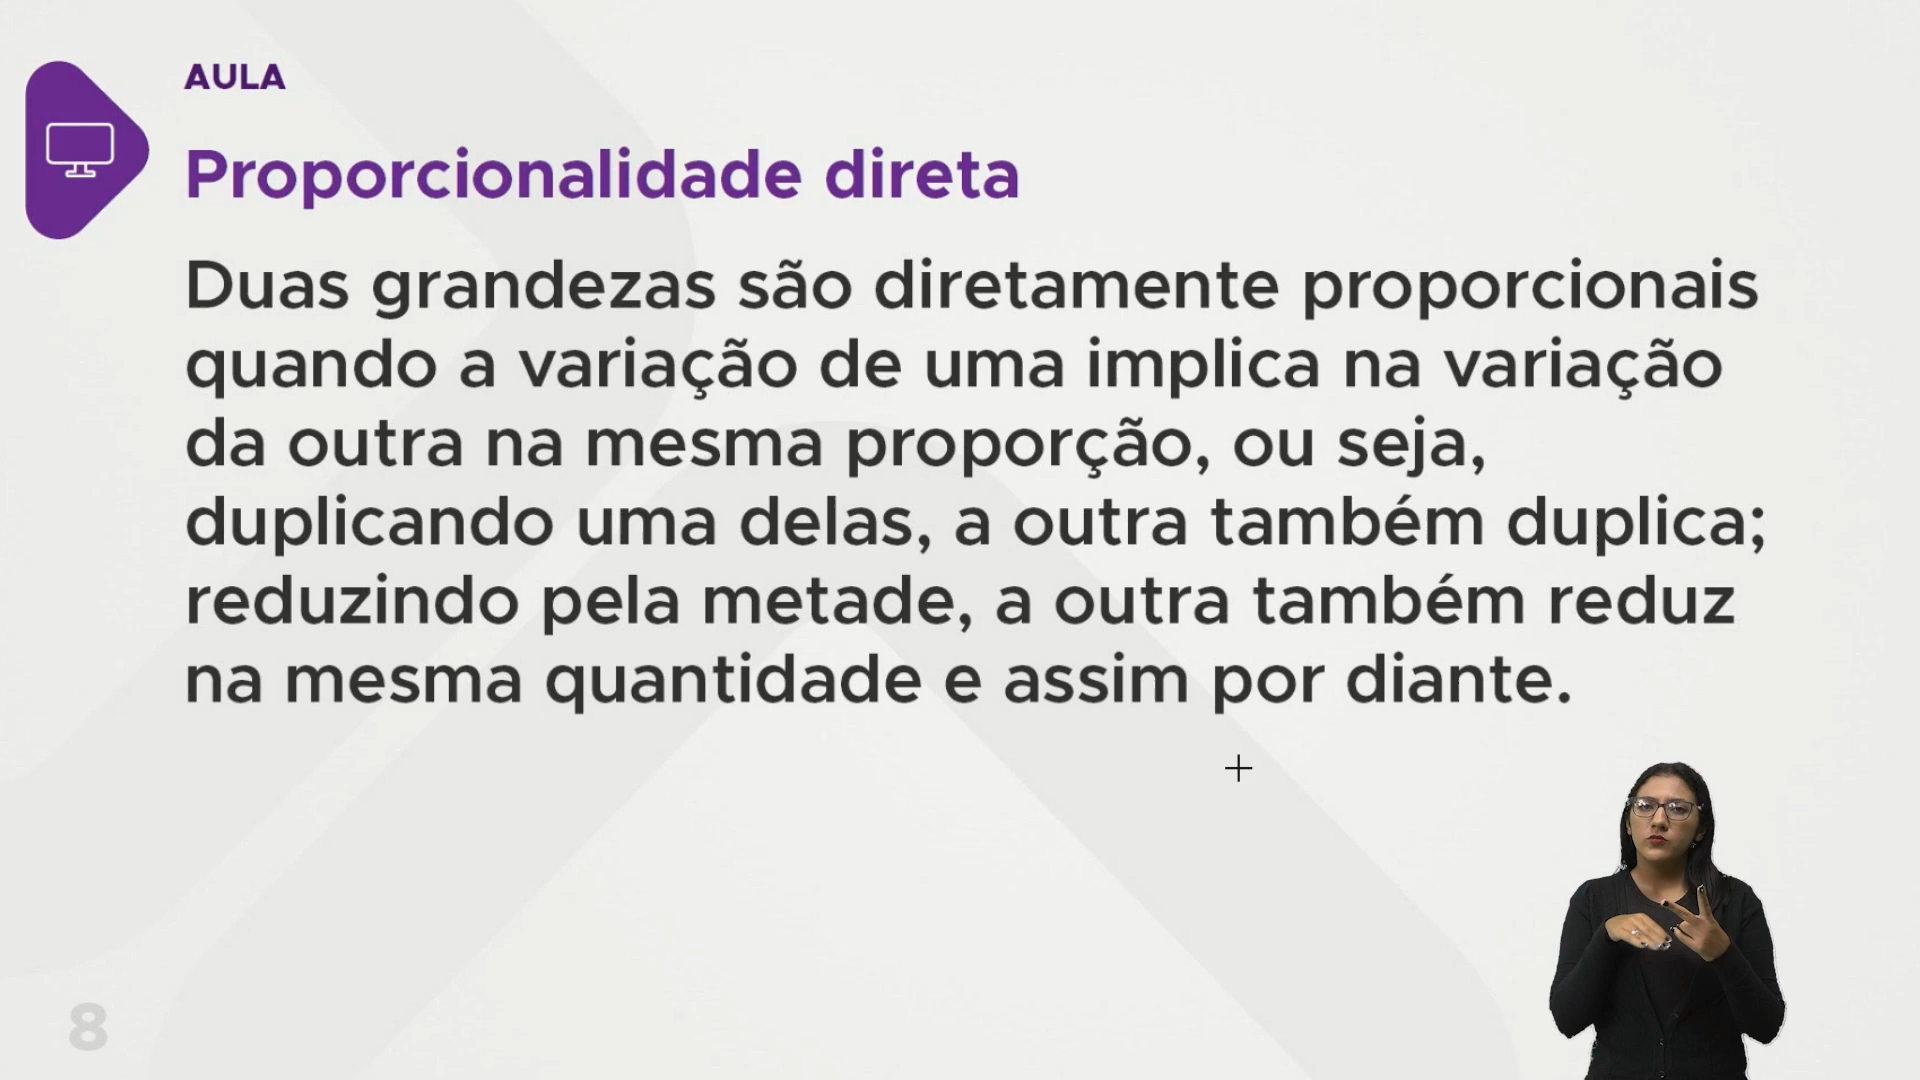 AULA
Proporcionalidade direta
Duas grandezas são diretamente proporcionais
quando a variação de uma implica na variação
da outra na mesma proporção, ou seja,
duplicando uma delas, a outra também duplica;
reduzindo pela metade, a outra também reduz
na mesma quantidade e assim por diante.
8